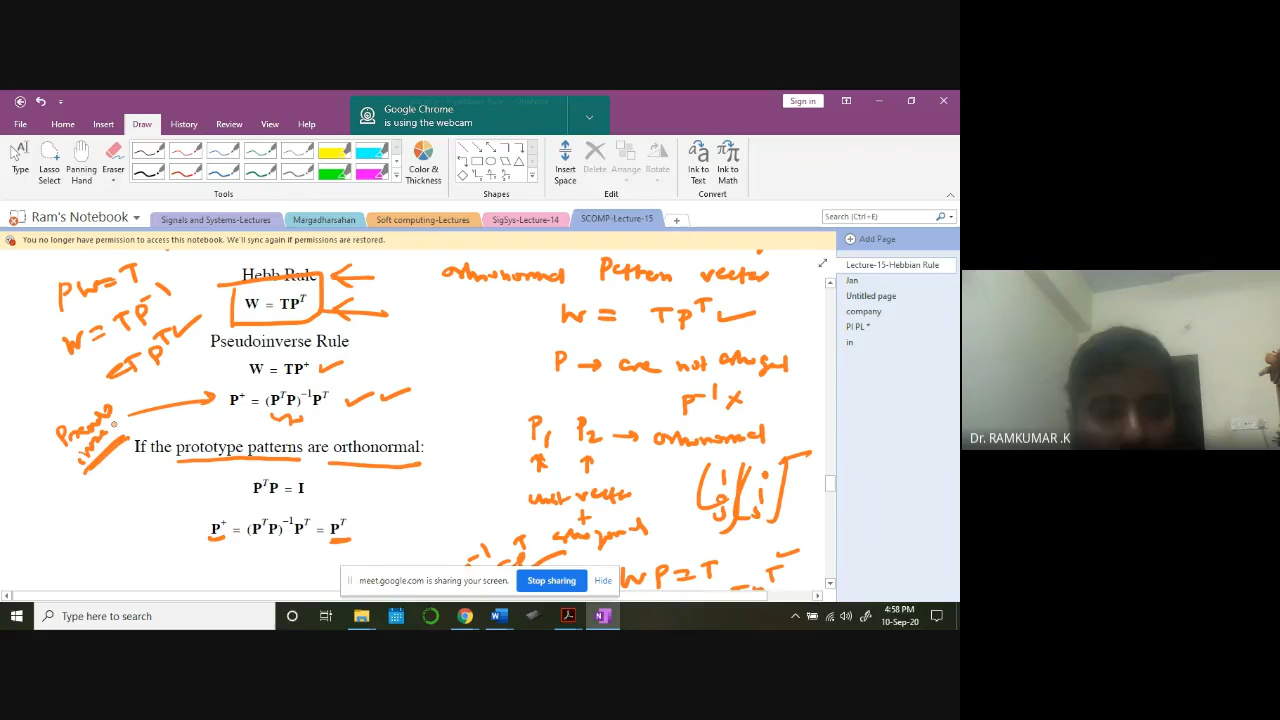 Google Chrome
is using the webcam
Sign in
File Home Insert Draw History Review View Help
Type Lasso Select Panning Hand Eraser Color & Thickness Insert Space Delete Arrange Rotate Ink to Text Ink to Math
Tools Shapes Edit Convert
Ram's Notebook Signals and Systems-Lectures Margadharsahan Soft computing-Lectures SigSys-Lecture-14 SCOMP-Lecture-15 Search (Ctrl+E)
You no longer have permission to access this notebook. We'll sync again if permissions are restored.
Add Page
Lecture-15-Hebbian Rule
Jan
Untitled page
company
PI PL *
in
Hebb Rule
W = TP^T
Pseudoinverse Rule
W = TP^+
P^+ = (P^T P)^-1 P^T
If the prototype patterns are orthonormal:
P^T P = I
P^+ = (P^T P)^-1 P^T = P^T
PW=T
W = TP^-1
TP^T
orthonormal Pattern vector
W = TP^T
P → are not orthogonal
P^-1 x
P1 P2 → orthonormal
unit vector
+
orthogonal
WP=T
meet.google.com is sharing your screen. Stop sharing Hide
Dr. RAMKUMAR .K
Type here to search
4:58 PM
10-Sep-20